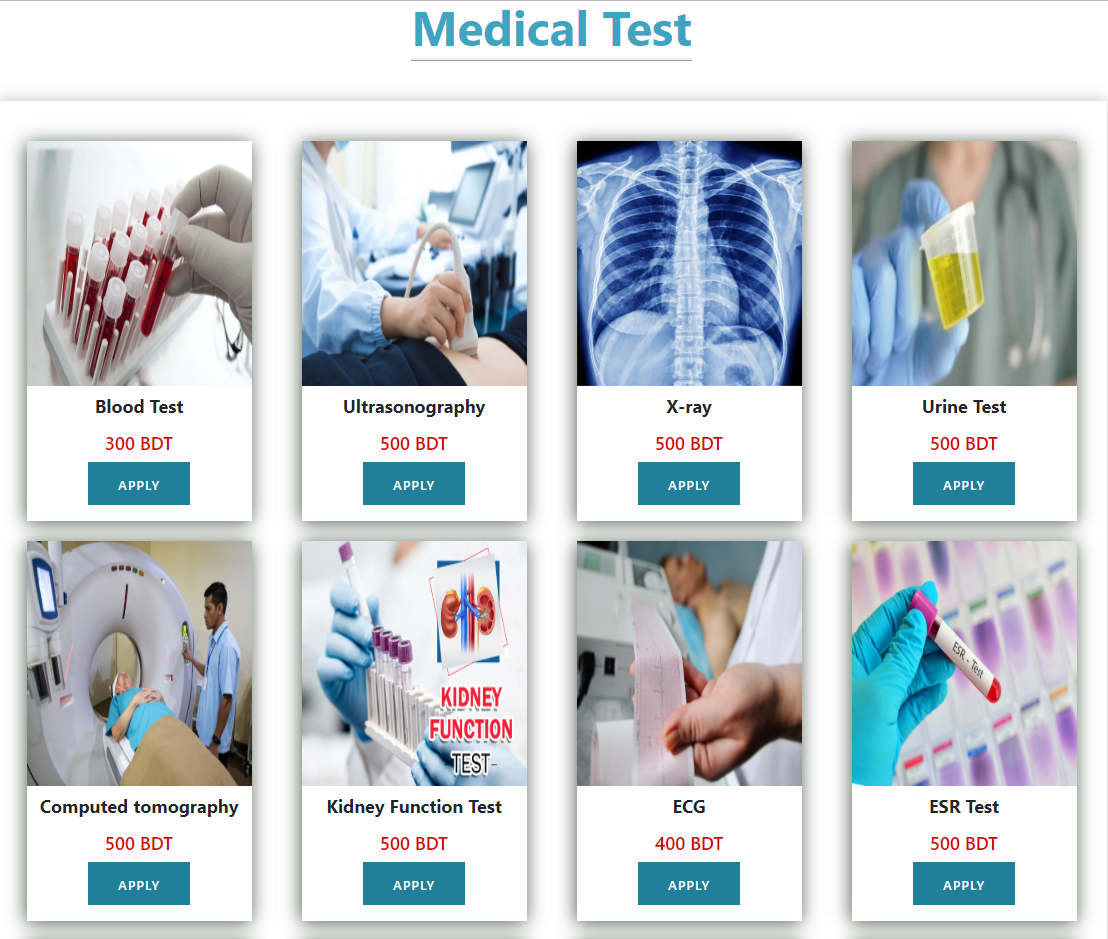 Medical Test
Blood Test
300 BDT
APPLY
Ultrasonography
500 BDT
APPLY
X-ray
500 BDT
APPLY
Urine Test
500 BDT
APPLY
KIDNEY
FUNCTION
TEST-
ESR - Test
Computed tomography
500 BDT
APPLY
Kidney Function Test
500 BDT
APPLY
ECG
400 BDT
APPLY
ESR Test
500 BDT
APPLY